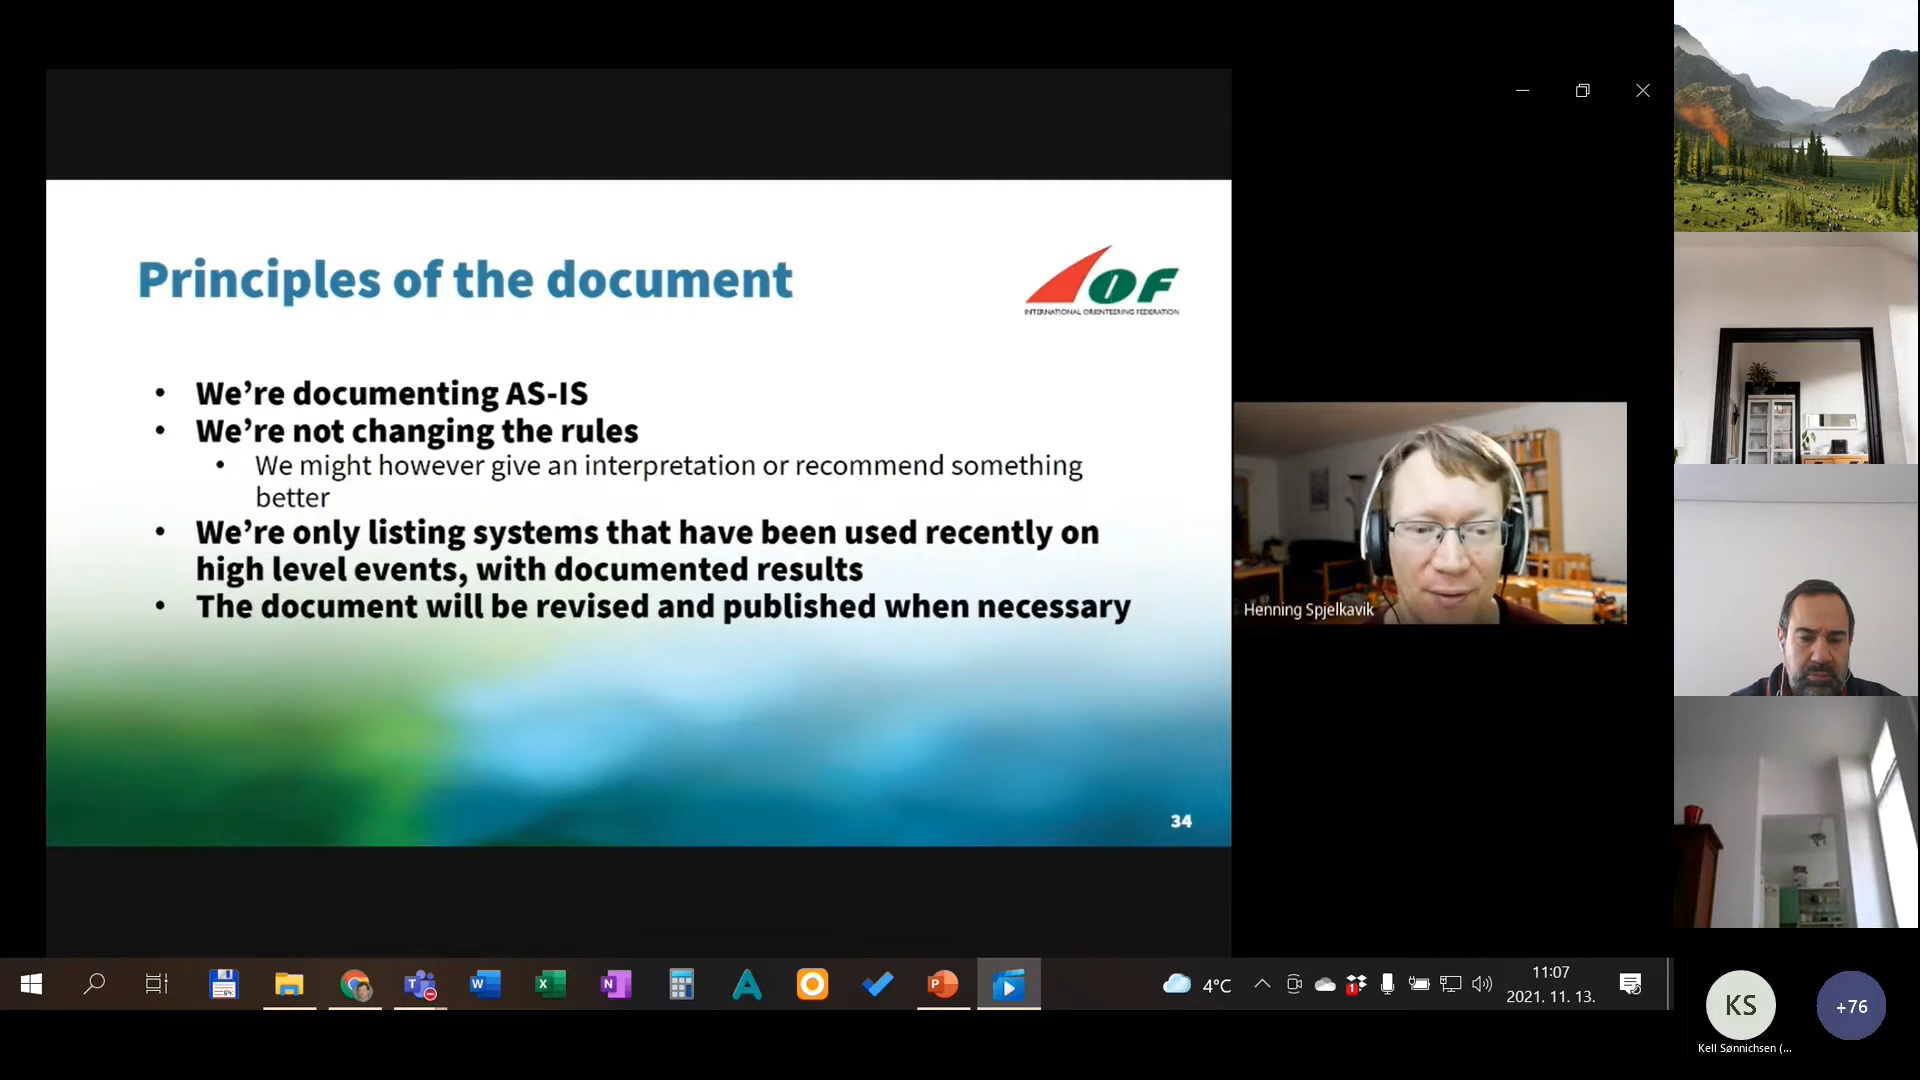 Principles of the document
IOF
INTERNATIONAL ORIENTEERING FEDERATION
• We’re documenting AS-IS
• We’re not changing the rules
• We might however give an interpretation or recommend something
better
• We’re only listing systems that have been used recently on
high level events, with documented results
• The document will be revised and published when necessary
34
Henning Spjelkavik
4°C
11:07
2021. 11. 13.
KS
+76
Kell Sønnichsen (...